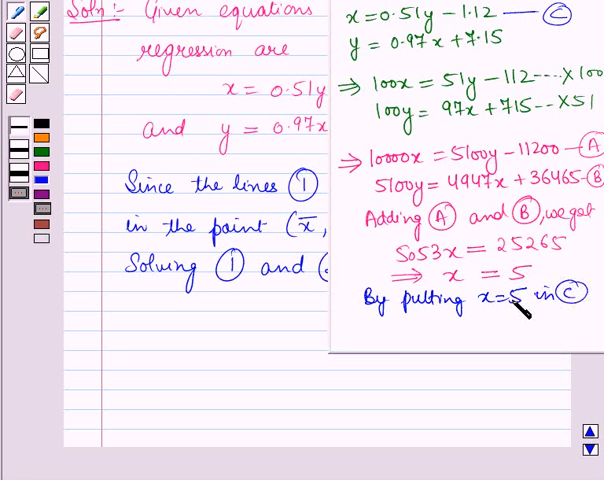 Soln:- Given equations
regression are
x = 0.51y
and y = 0.97x
Since the lines ①
in the point (x̄,
Solving ① and (
x = 0.51y - 1.12 —— Ⓒ
y = 0.97x + 7.15
⇒ 100x = 51y - 112 .... X 100
100y = 97x + 715 ... X 51
⇒ 10000x = 5100y - 11200 - Ⓐ
5100y = 4947x + 36465 - Ⓑ
Adding Ⓐ and Ⓑ, we get
5053x = 25265
⇒ x = 5
By putting x = 5 in Ⓒ